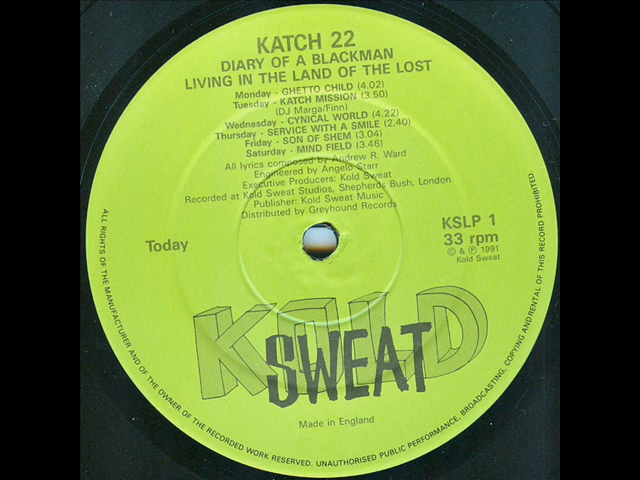 KATCH 22
DIARY OF A BLACKMAN
LIVING IN THE LAND OF THE LOST
Monday - GHETTO CHILD (4.02)
Tuesday - KATCH MISSION (3.50)
(DJ Marga/Finn)
Wednesday - CYNICAL WORLD (4.22)
Thursday - SERVICE WITH A SMILE (2.40)
Friday - SON OF SHEM (3.04)
Saturday - MIND FIELD (3.46)
All lyrics composed by Andrew R. Ward
Engineered by Angelo Starr
Executive Producers: Kold Sweat
Recorded at Kold Sweat Studios, Shepherds Bush, London
Publisher: Kold Sweat Music
Distributed by Greyhound Records
Today
KSLP 1
33 rpm
© & ℗ 1991
Kold Sweat
KOLD
SWEAT
Made in England
ALL RIGHTS OF THE MANUFACTURER AND OF THE OWNER OF THE RECORDED WORK RESERVED. UNAUTHORISED PUBLIC PERFORMANCE, BROADCASTING, COPYING AND RENTAL OF THIS RECORD PROHIBITED.